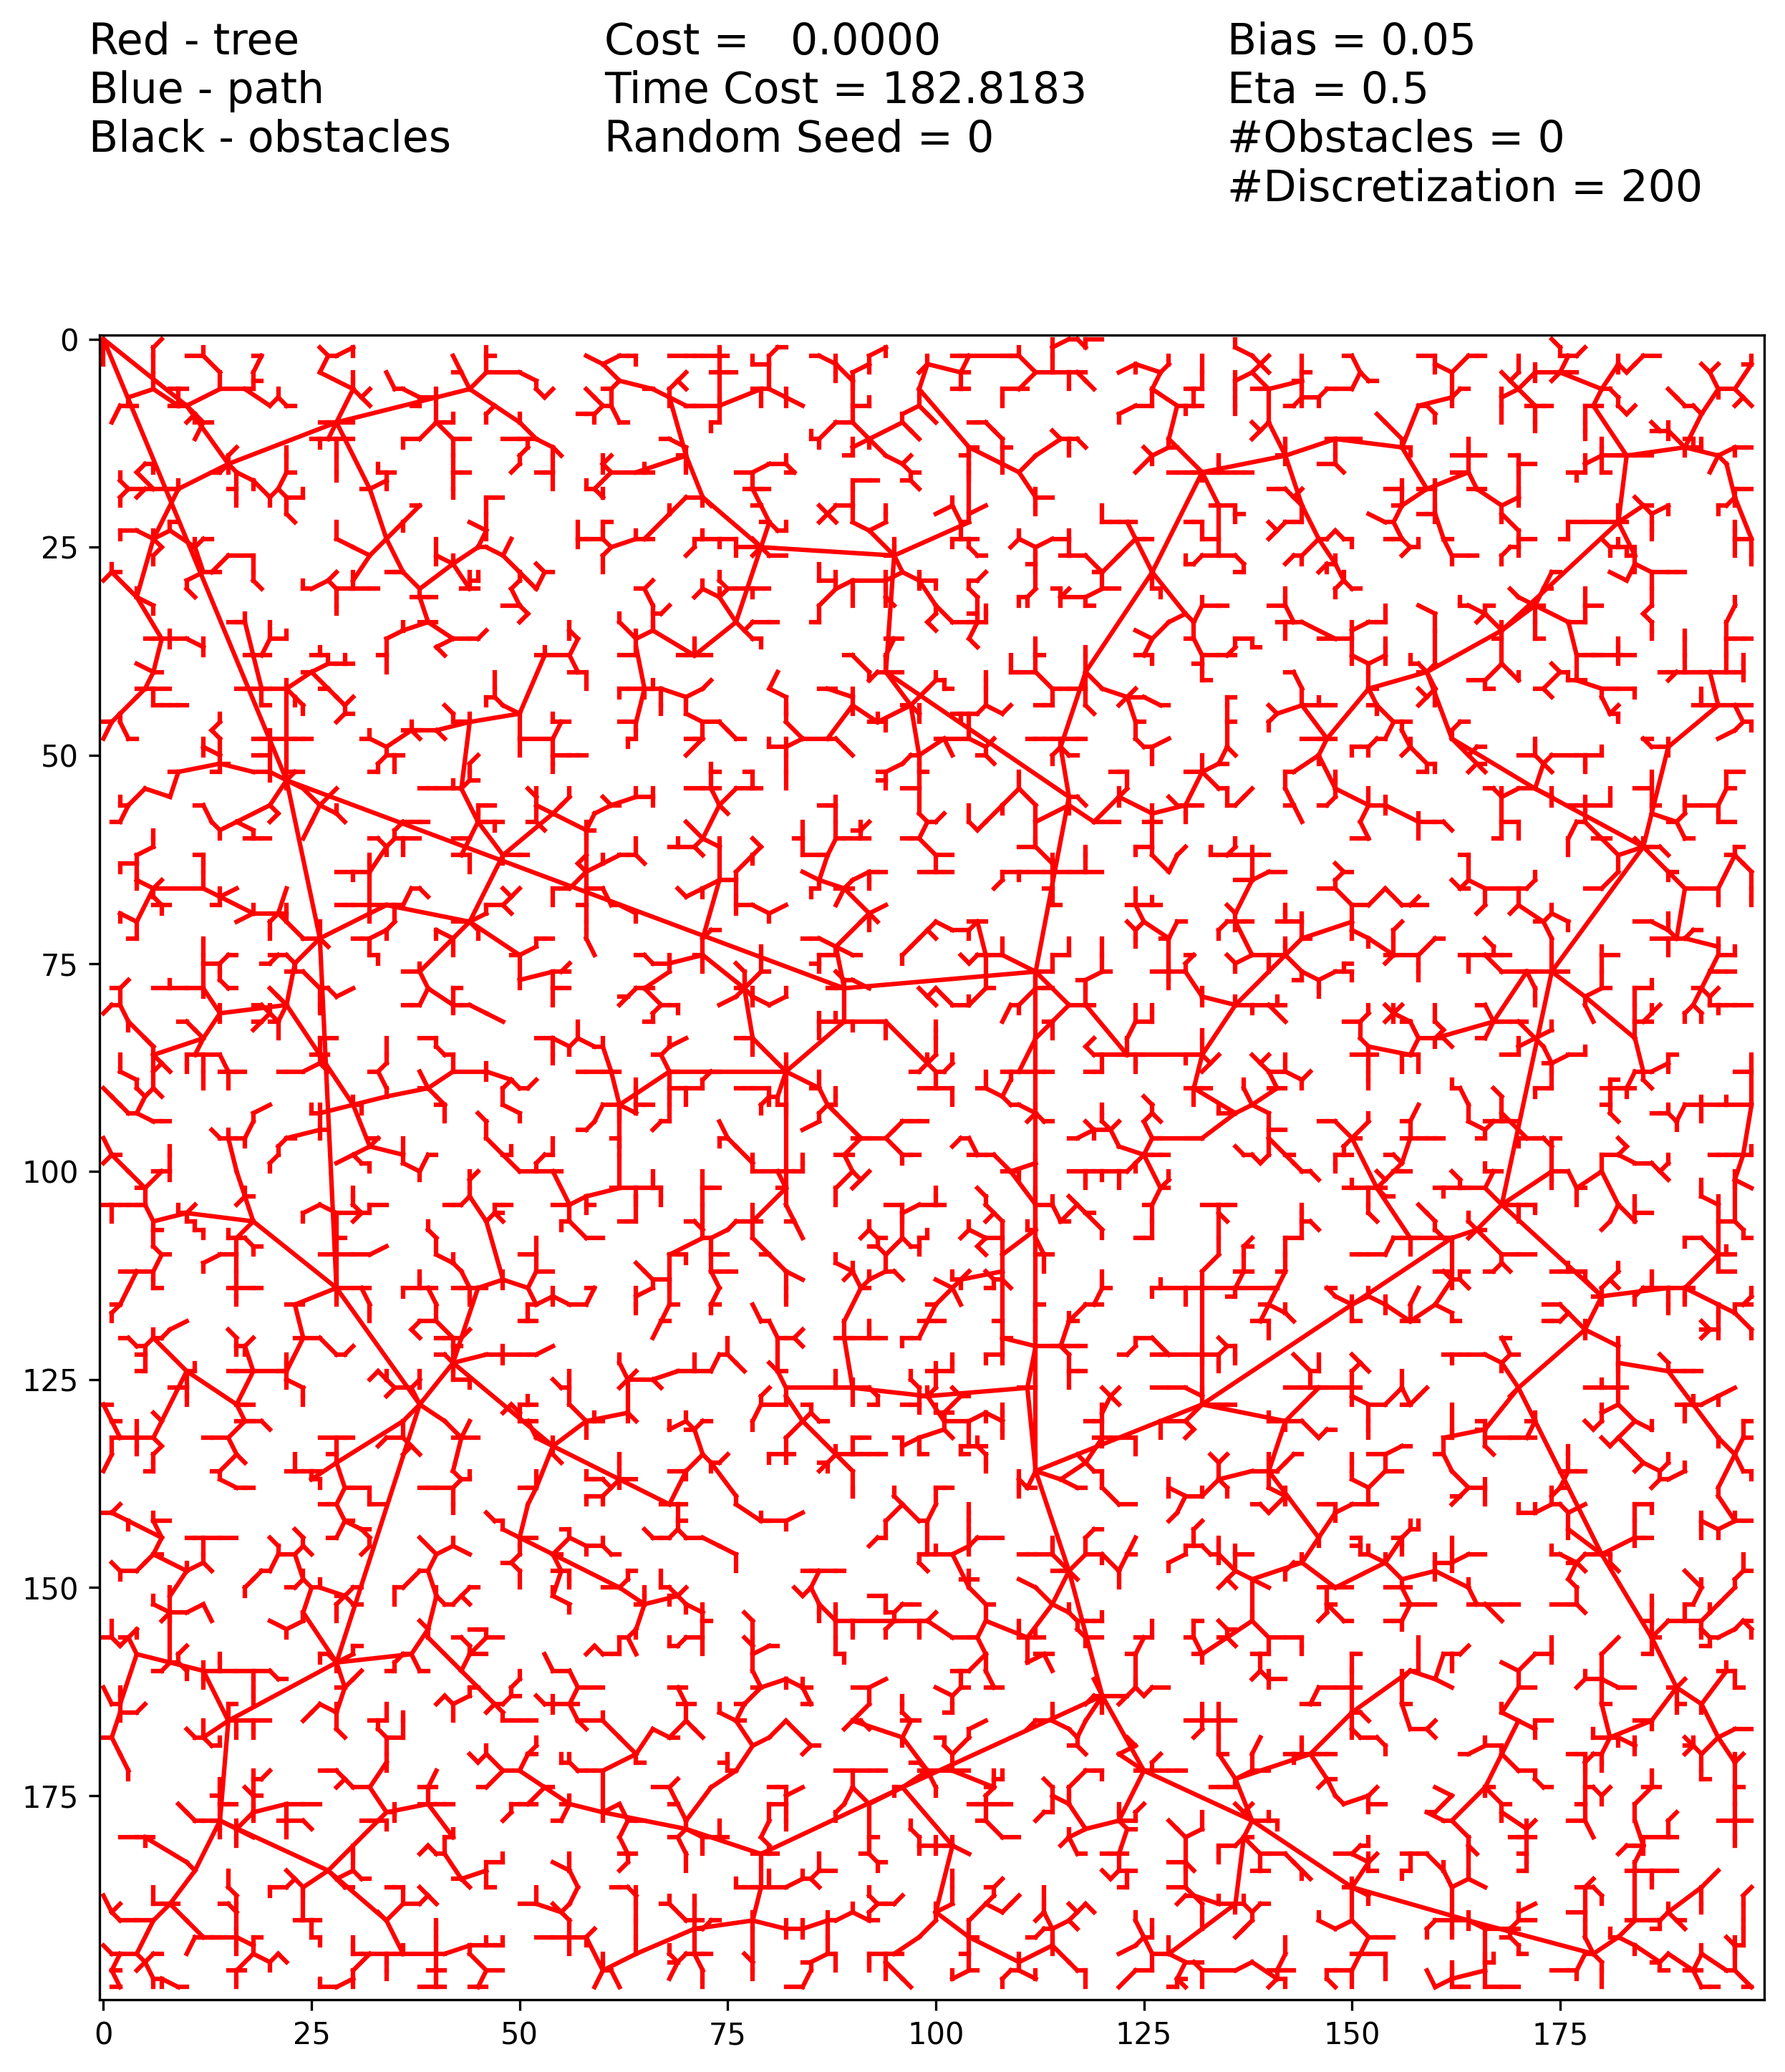 Red - tree
Blue - path
Black - obstacles
Cost =   0.0000
Time Cost = 182.8183
Random Seed = 0
Bias = 0.05
Eta = 0.5
#Obstacles = 0
#Discretization = 200
0
25
50
75
100
125
150
175
0 25 50 75 100 125 150 175